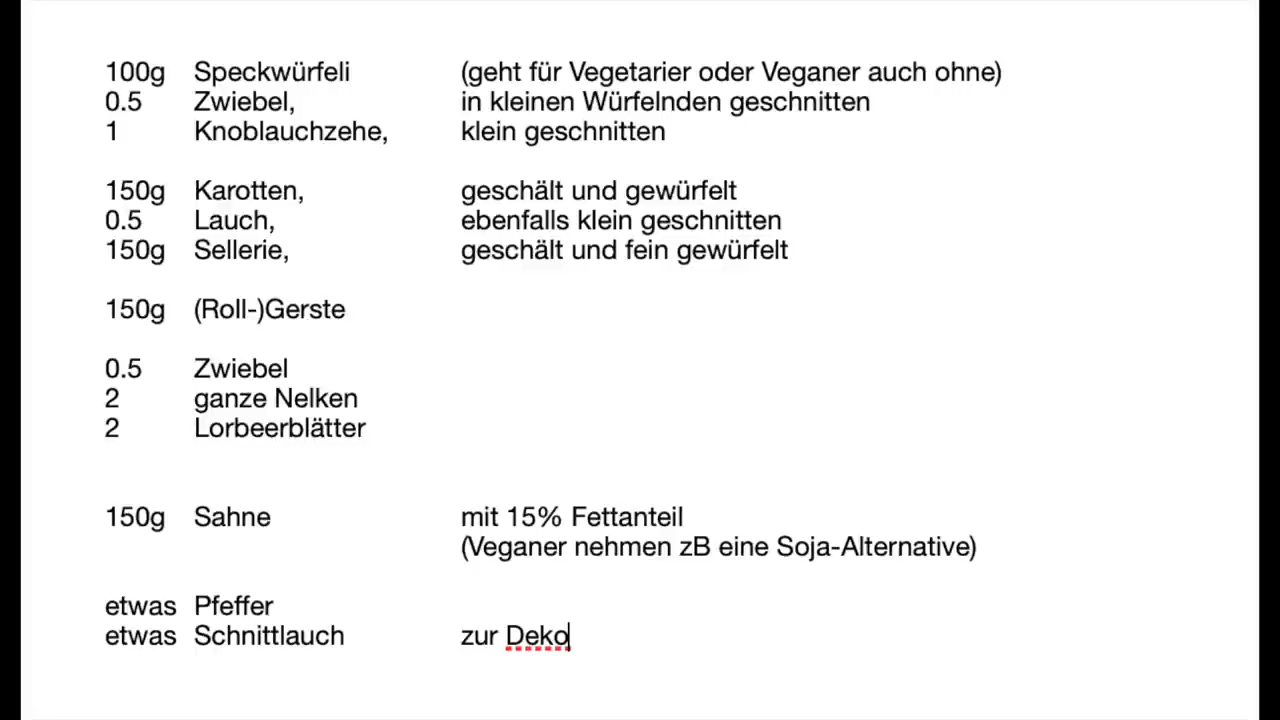 100g Speckwürfeli (geht für Vegetarier oder Veganer auch ohne)
0.5 Zwiebel, in kleinen Würfelnden geschnitten
1 Knoblauchzehe, klein geschnitten
150g Karotten, geschält und gewürfelt
0.5 Lauch, ebenfalls klein geschnitten
150g Sellerie, geschält und fein gewürfelt
150g (Roll-)Gerste
0.5 Zwiebel
2 ganze Nelken
2 Lorbeerblätter
150g Sahne mit 15% Fettanteil
(Veganer nehmen zB eine Soja-Alternative)
etwas Pfeffer
etwas Schnittlauch zur Deko